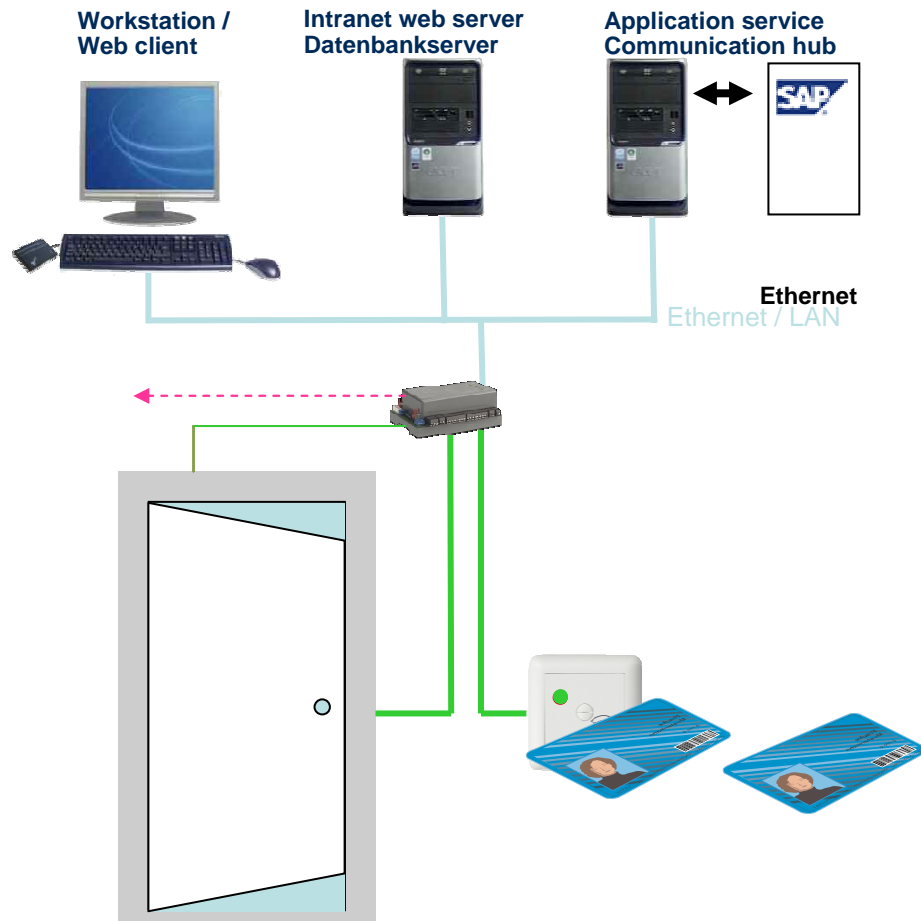 Workstation /
Web client
Intranet web server
Datenbankserver
Application service
Communication hub
SAP
Ethernet
Ethernet / LAN